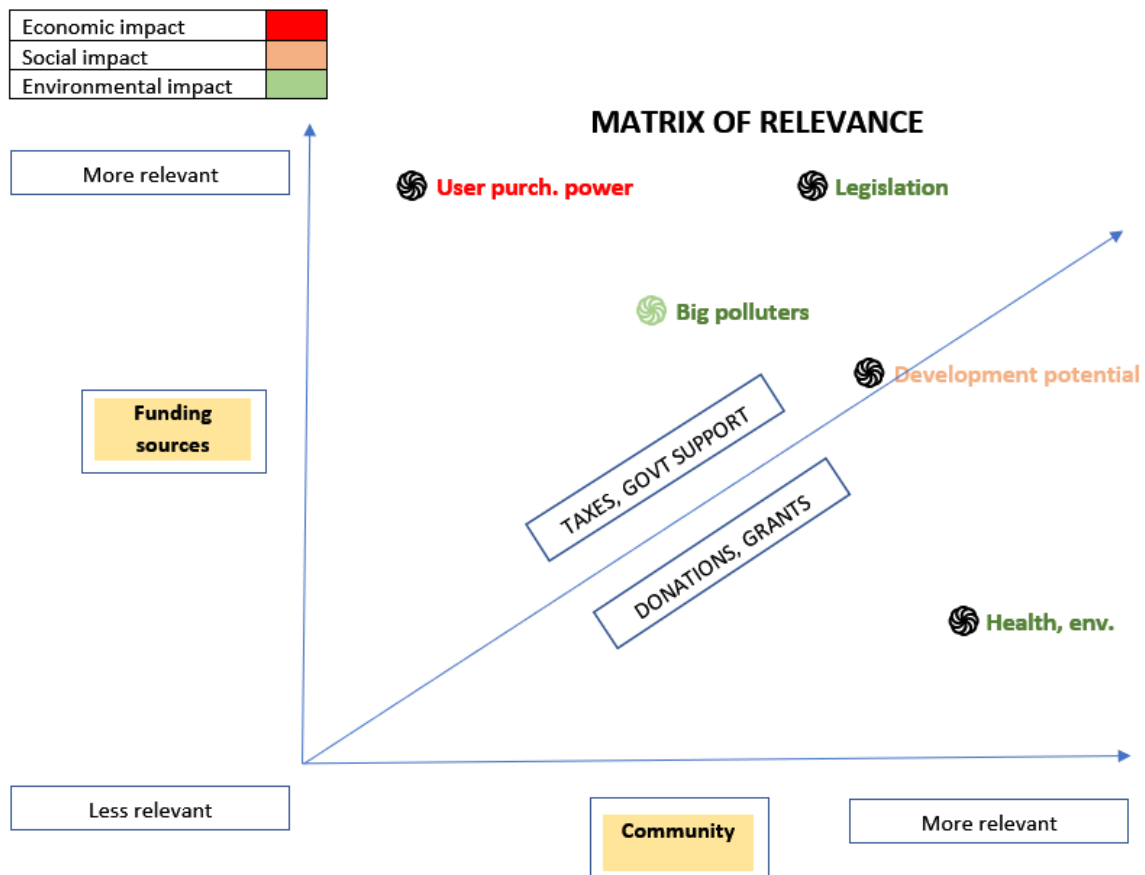 Economic impact
Social impact
Environmental impact
MATRIX OF RELEVANCE
More relevant
User purch. power
Legislation
Big polluters
Development potential
Funding
sources
TAXES, GOVT SUPPORT
DONATIONS, GRANTS
Health, env.
Less relevant
Community
More relevant